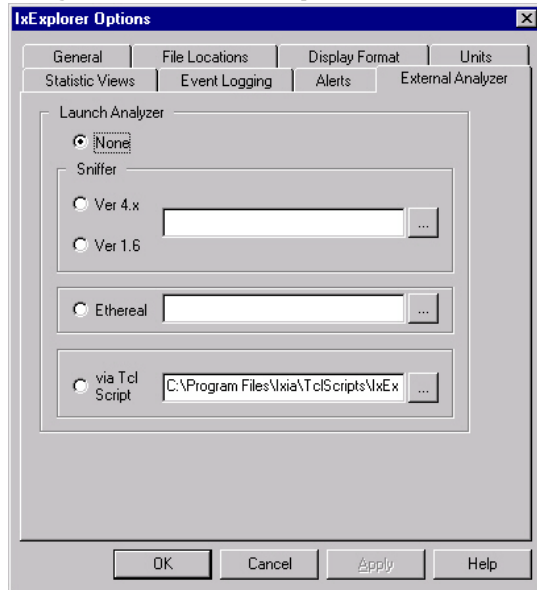 IxExplorer Options
General File Locations Display Format Units
Statistic Views Event Logging Alerts External Analyzer
Launch Analyzer
None
Sniffer
Ver 4.x
...
Ver 1.6
Ethereal ...
via Tcl
Script
C:\Program Files\Ixia\TclScripts\IxEx ...
OK Cancel Apply Help